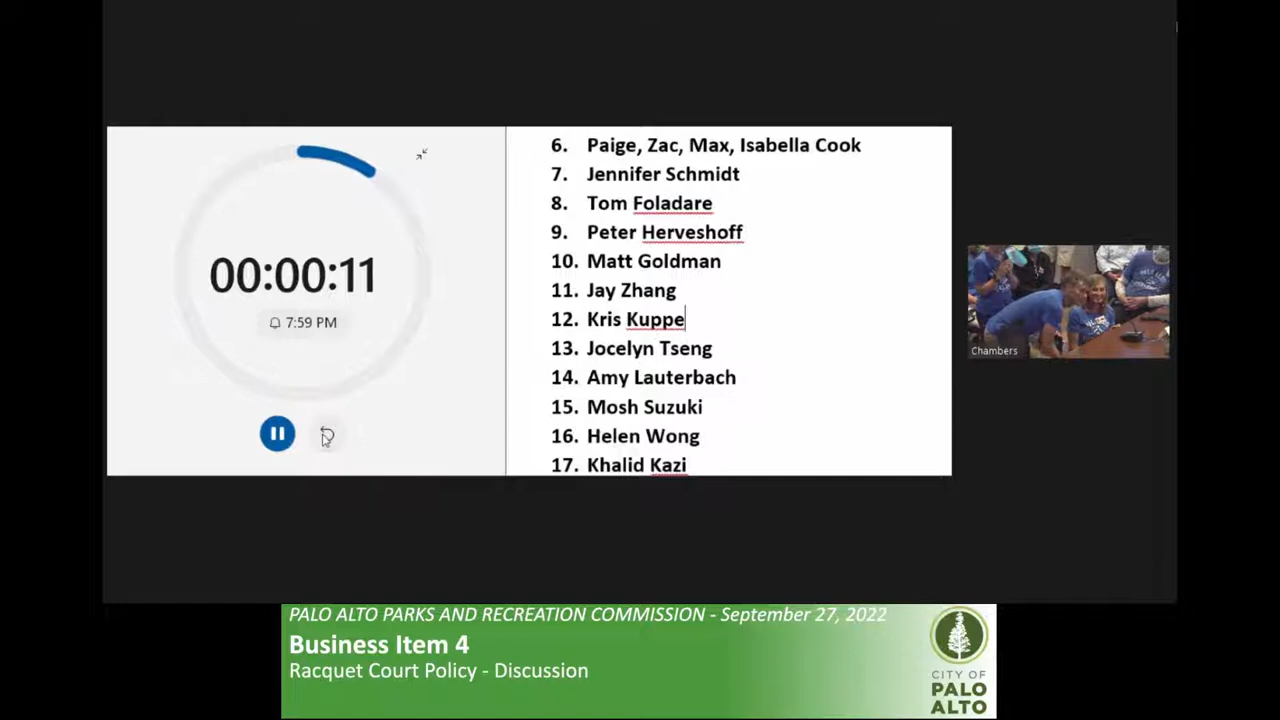 00:00:11
7:59 PM
6. Paige, Zac, Max, Isabella Cook
7. Jennifer Schmidt
8. Tom Foladare
9. Peter Herveshoff
10. Matt Goldman
11. Jay Zhang
12. Kris Kuppe
13. Jocelyn Tseng
14. Amy Lauterbach
15. Mosh Suzuki
16. Helen Wong
17. Khalid Kazi
Chambers
PALO ALTO PARKS AND RECREATION COMMISSION - September 27, 2022
Business Item 4
Racquet Court Policy - Discussion
CITY OF
PALO
ALTO